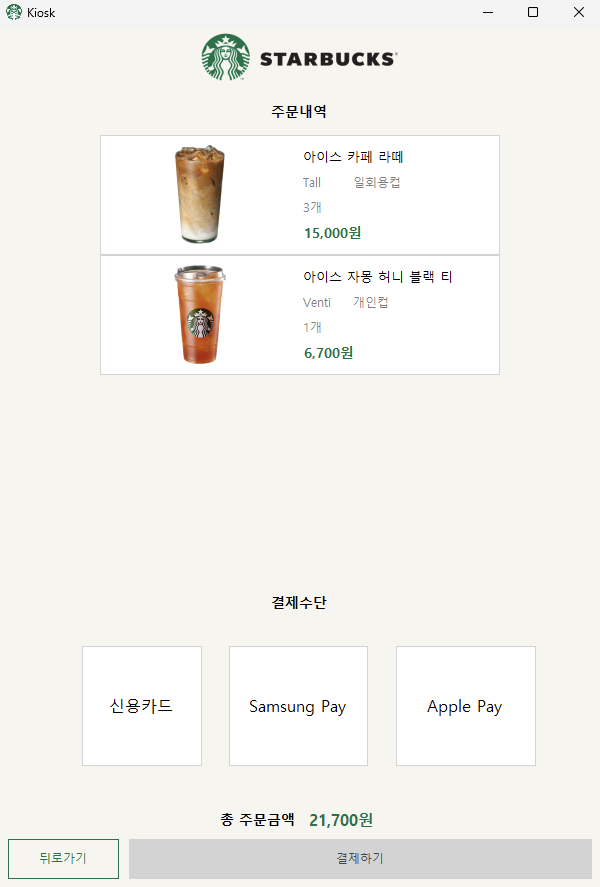 Kiosk
STARBUCKS
주문내역
아이스 카페 라떼
Tall 일회용컵
3개
15,000원
아이스 자몽 허니 블랙 티
Venti 개인컵
1개
6,700원
결제수단
신용카드 Samsung Pay Apple Pay
총 주문금액 21,700원
뒤로가기 결제하기